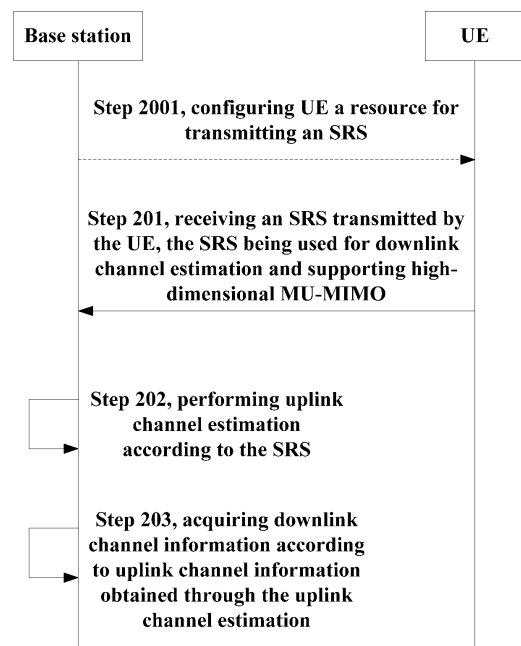 Base station
UE
Step 2001, configuring UE a resource for
transmitting an SRS
Step 201, receiving an SRS transmitted by
the UE, the SRS being used for downlink
channel estimation and supporting high-
dimensional MU-MIMO
Step 202, performing uplink
channel estimation
according to the SRS
Step 203, acquiring downlink
channel information according
to uplink channel information
obtained through the uplink
channel estimation